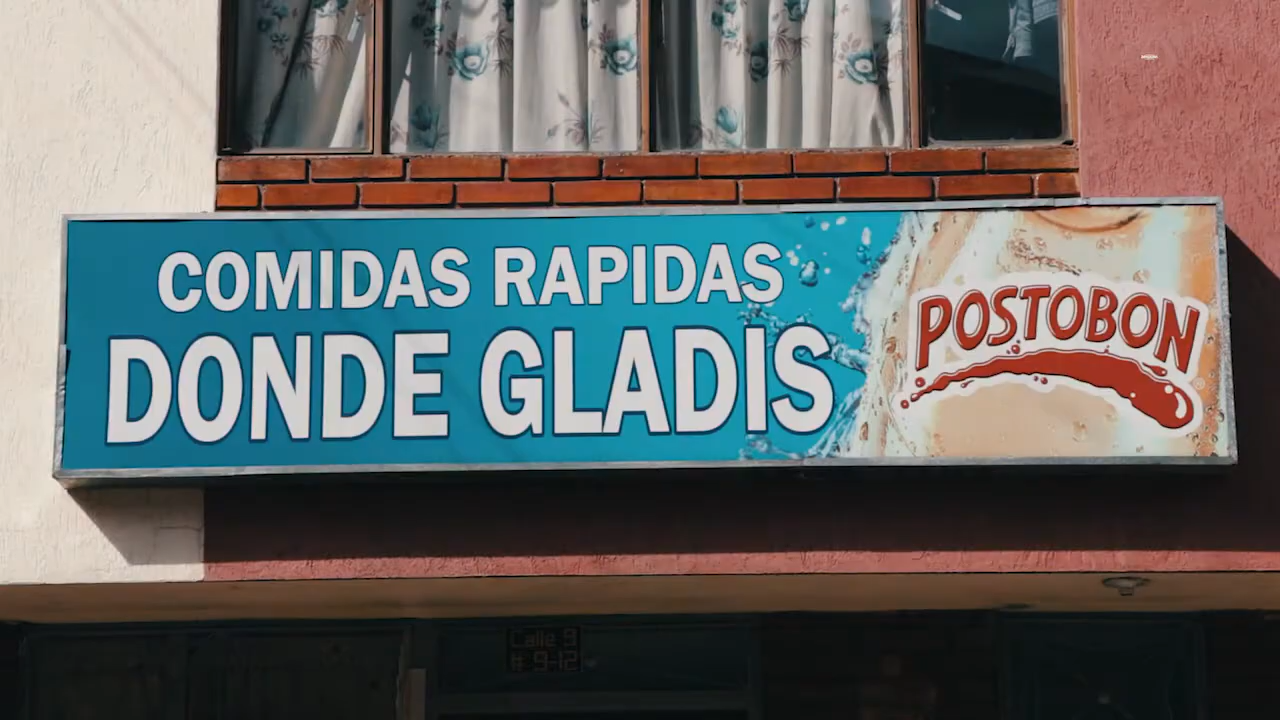 COMIDAS RAPIDAS
DONDE GLADIS
POSTOBON
Calle 9
# 9-12